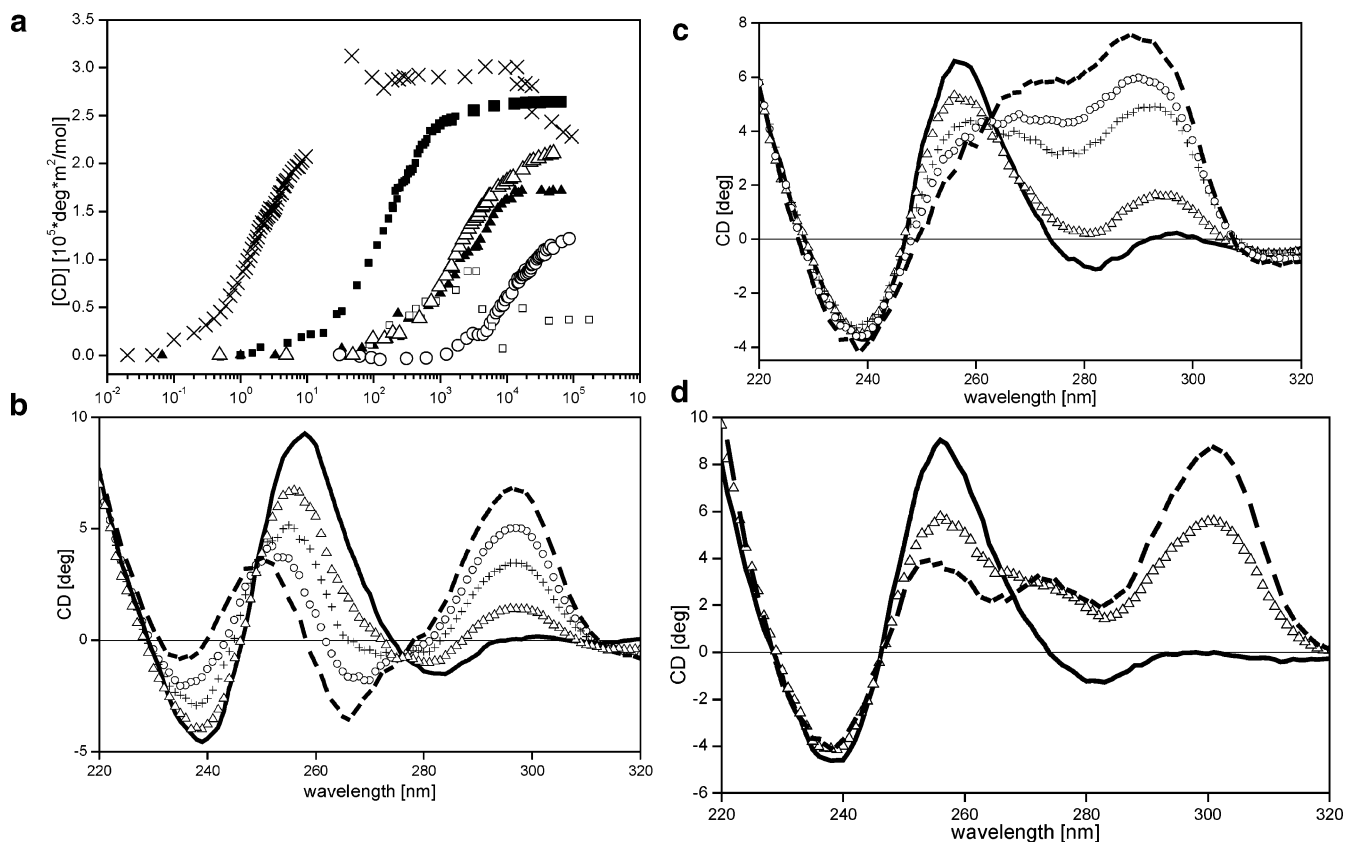 a
[CD] [10⁵*deg*m²/mol]
3.5
3.0
2.5
2.0
1.5
1.0
0.5
0.0
10⁻² 10⁻¹ 10⁰ 10¹ 10² 10³ 10⁴ 10⁵ 10
b
CD [deg]
10
5
0
-5
220 240 260 280 300 320
wavelength [nm]
c
CD [deg]
8
6
4
2
0
-2
-4
220 240 260 280 300 320
wavelength [nm]
d
CD [deg]
10
8
6
4
2
0
-2
-4
-6
220 240 260 280 300 320
wavelength [nm]